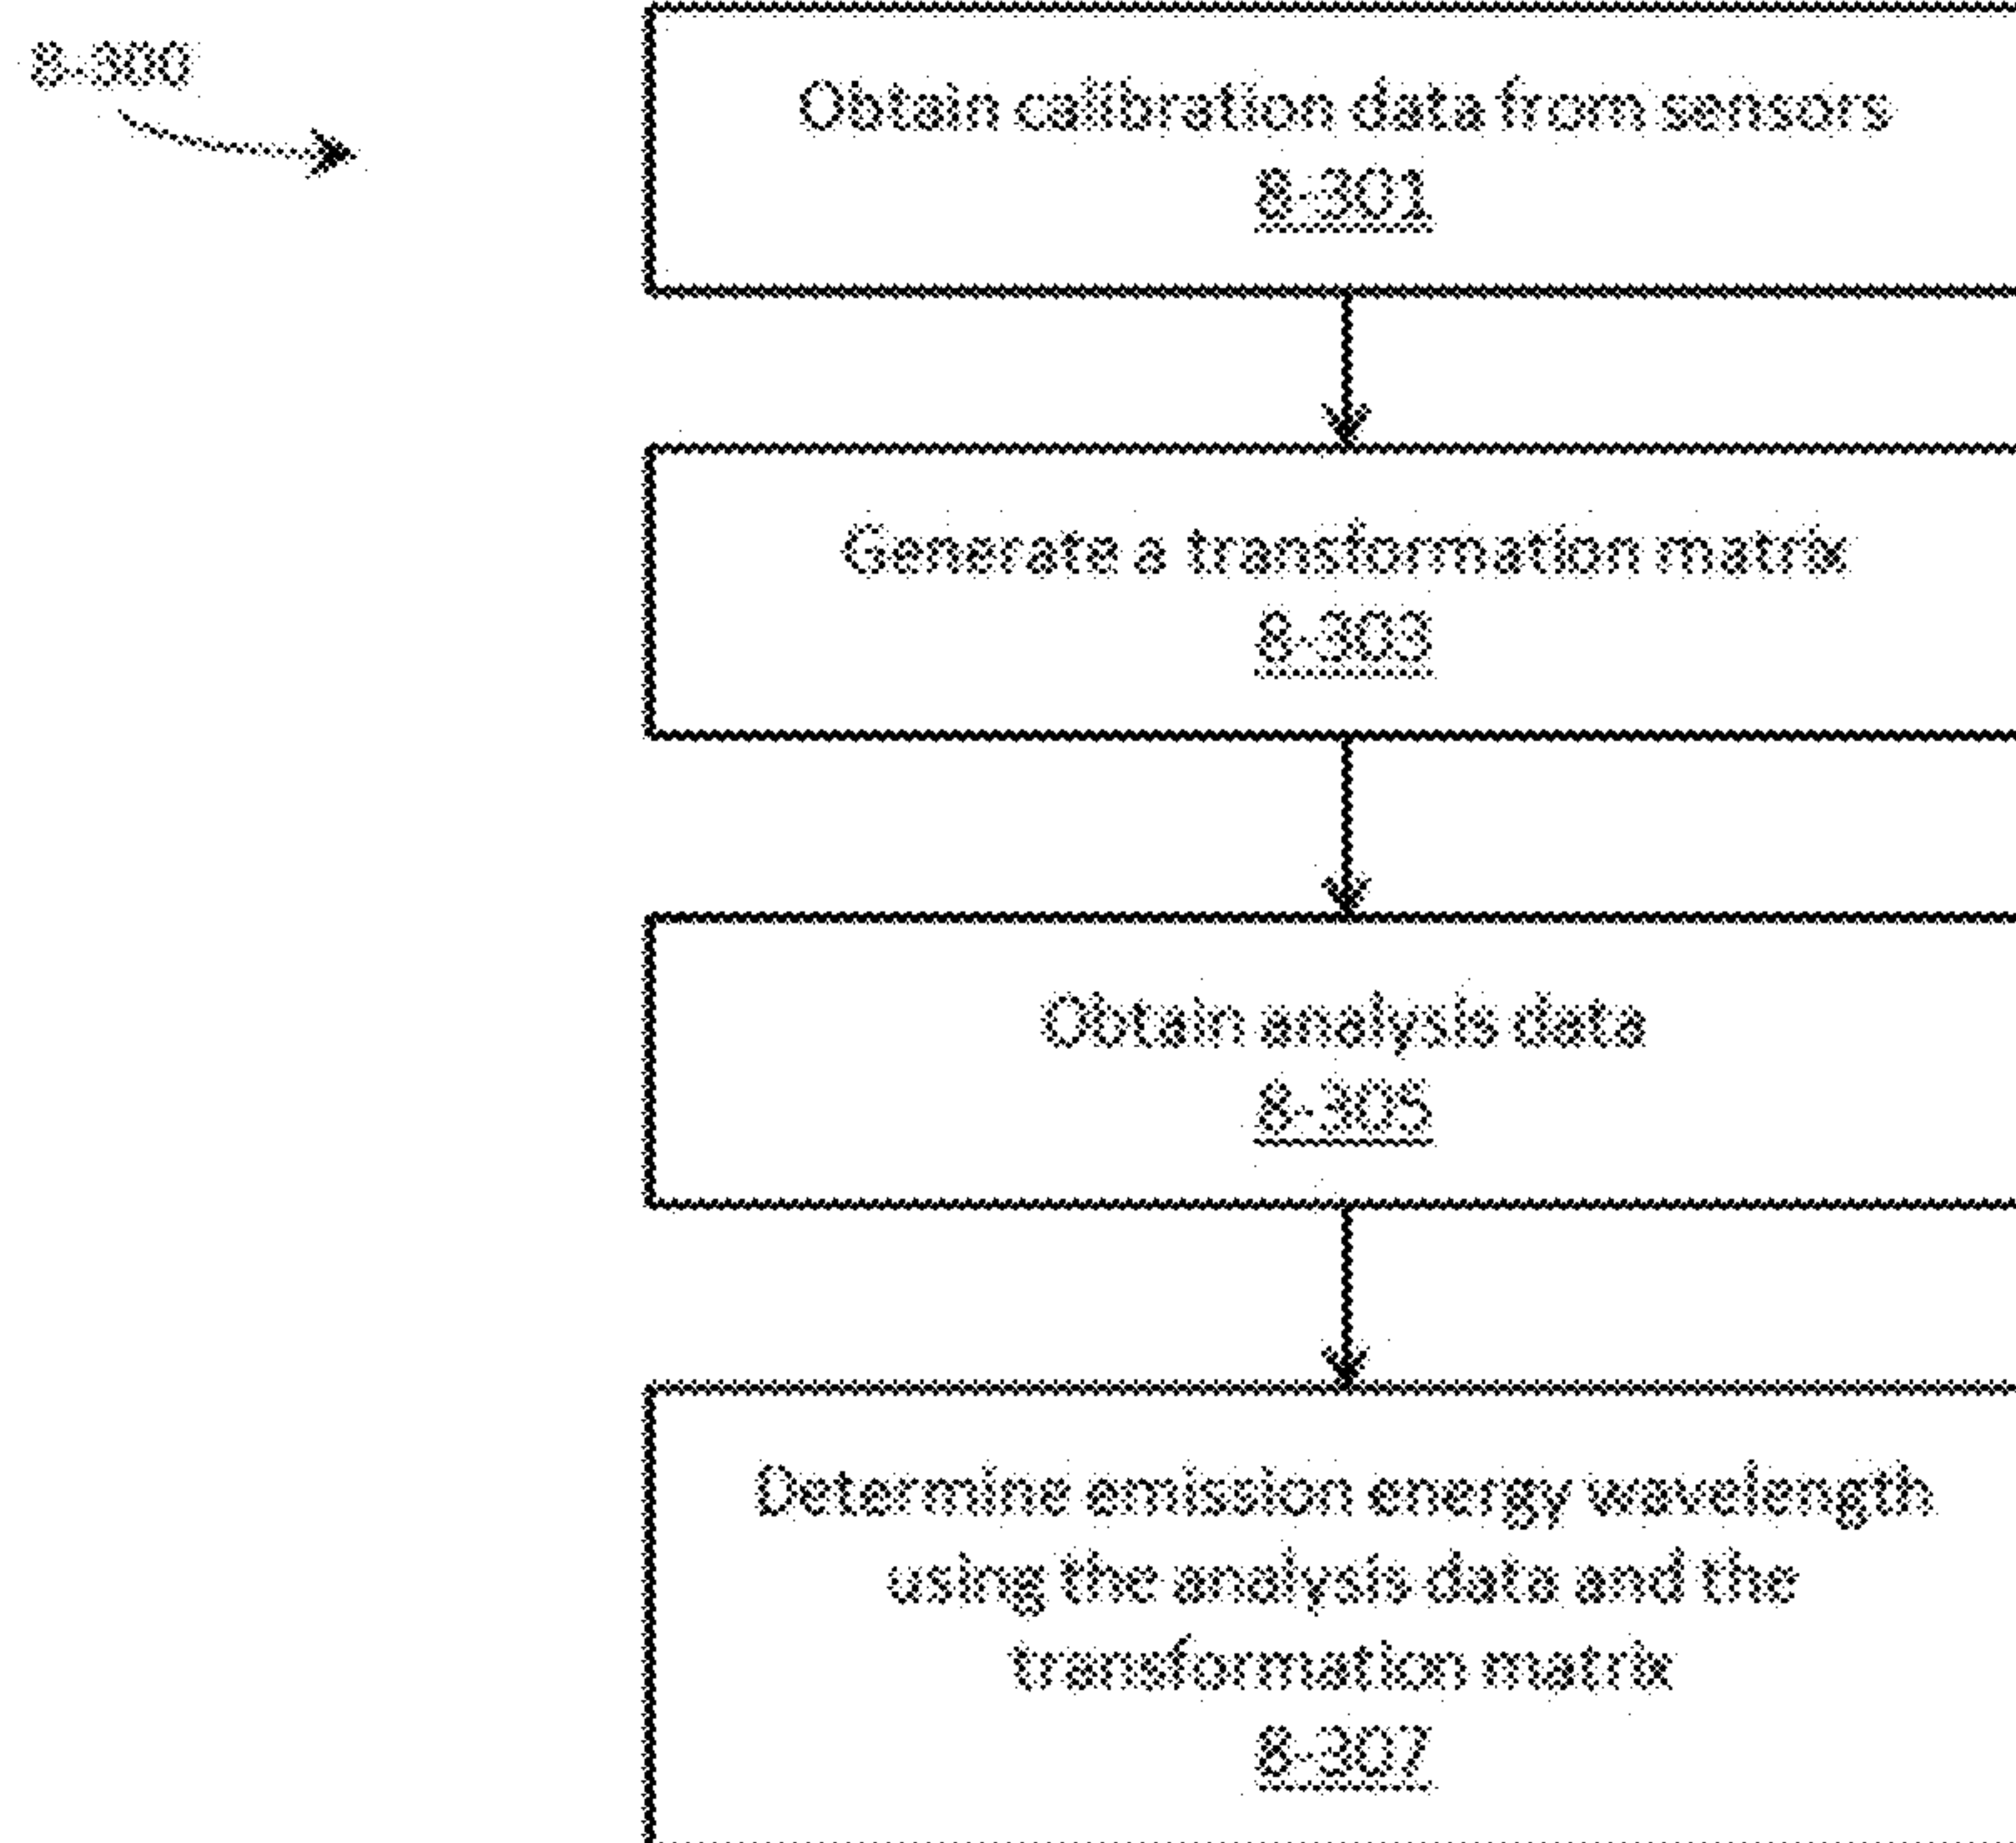 8-300
Obtain calibration data from sensors
8-301
Generate a transformation matrix
8-303
Obtain analysis data
8-305
Determine emission energy wavelength
using the analysis data and the
transformation matrix
8-307